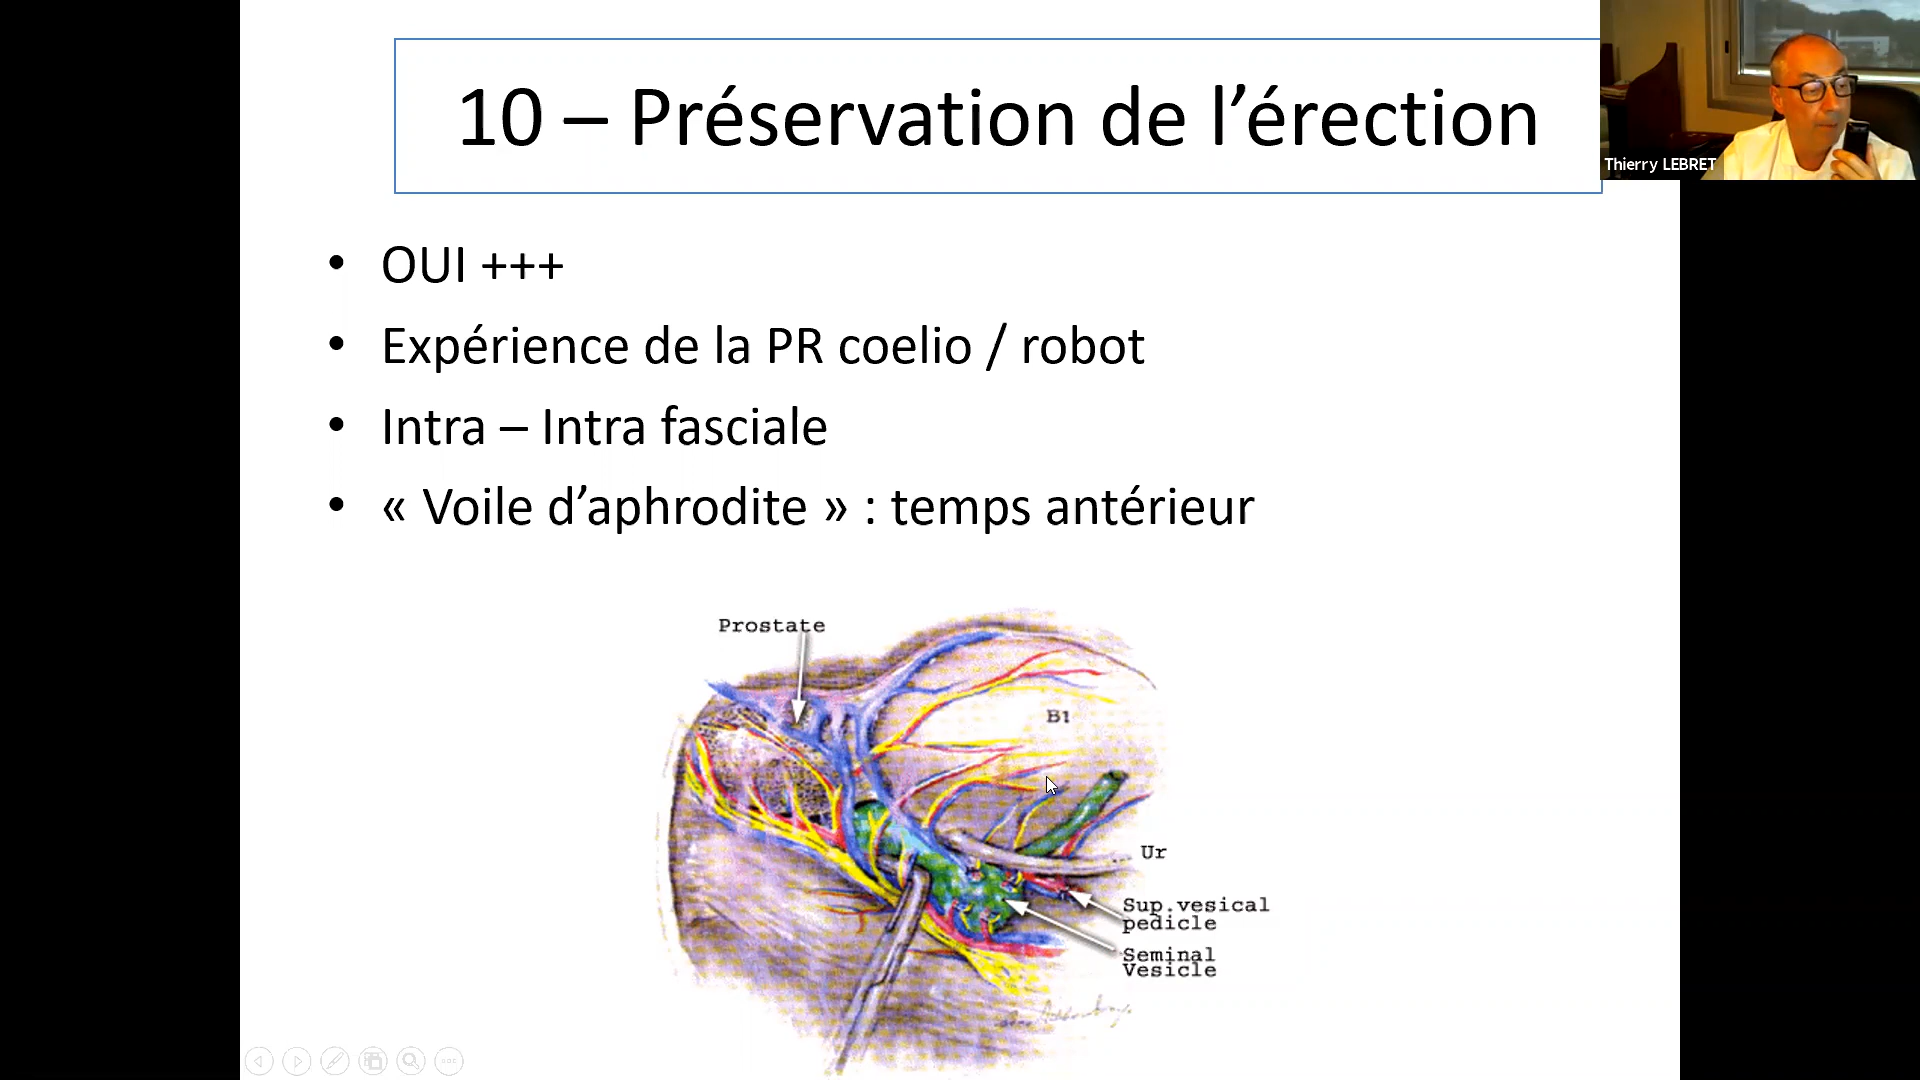 10 – Préservation de l’érection
Thierry LEBRET
• OUI +++
• Expérience de la PR coelio / robot
• Intra – Intra fasciale
• « Voile d’aphrodite » : temps antérieur
Prostate
Bl
Ur
Sup.vesical
pedicle
Seminal
Vesicle